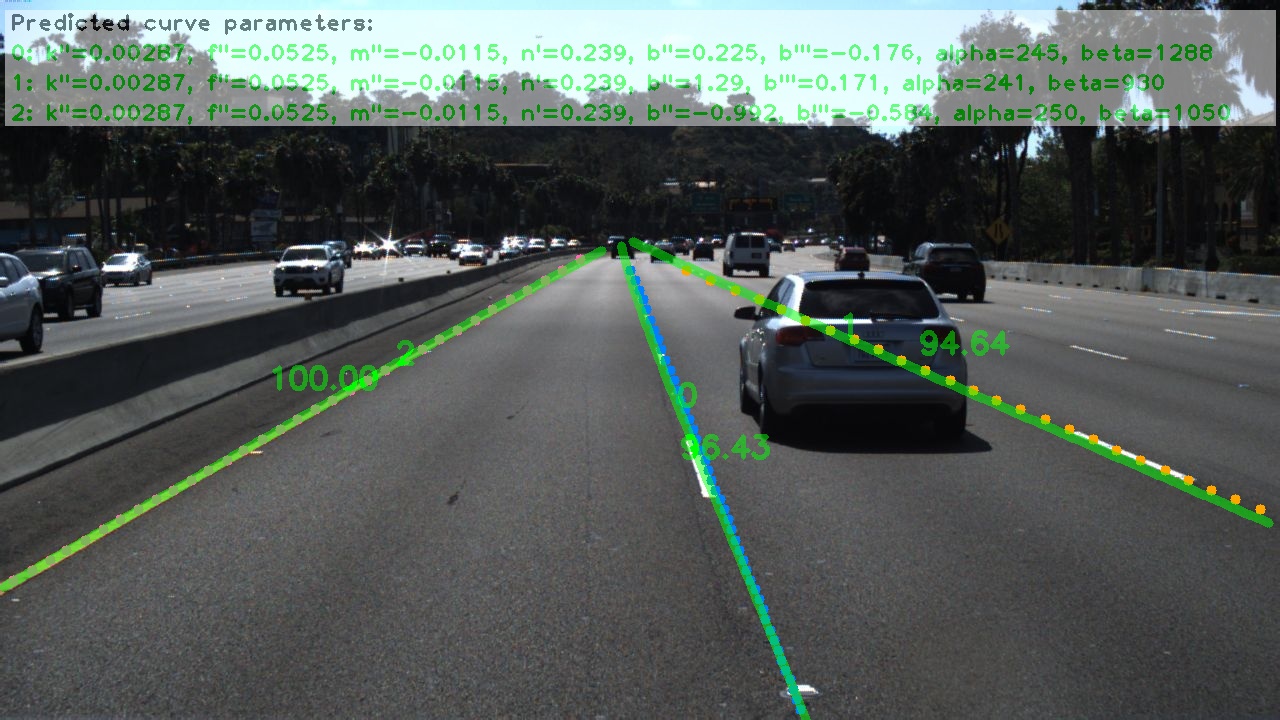 Predicted curve parameters:
0: k"=0.00287, f"=0.0525, m"=-0.0115, n'=0.239, b"=0.225, b'''=-0.176, alpha=245, beta=1288
1: k"=0.00287, f"=0.0525, m"=-0.0115, n'=0.239, b"=1.29, b'''=0.171, alpha=241, beta=930
2: k"=0.00287, f"=0.0525, m"=-0.0115, n'=0.239, b"=-0.992, b'''=-0.584, alpha=250, beta=1050
1
94.64
2
100.00
0
96.43